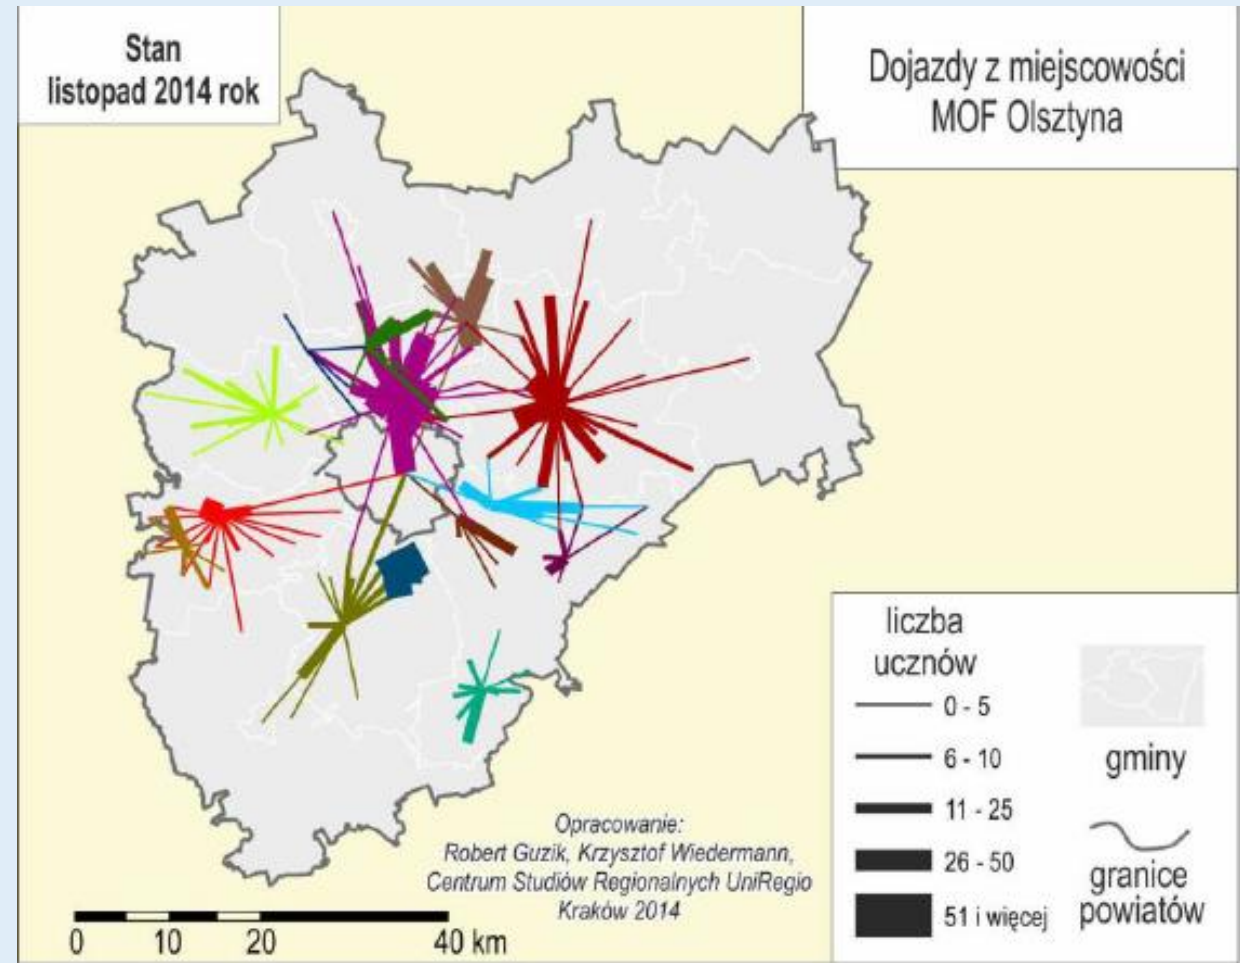 Stan
listopad 2014 rok
Dojazdy z miejscowości
MOF Olsztyna
liczba
ucznów
0 - 5
6 - 10
11 - 25
26 - 50
51 i więcej
gminy
granice
powiatów
Opracowanie:
Robert Guzik, Krzysztof Wiedermann,
Centrum Studiów Regionalnych UniRegio
Kraków 2014
0 10 20 40 km